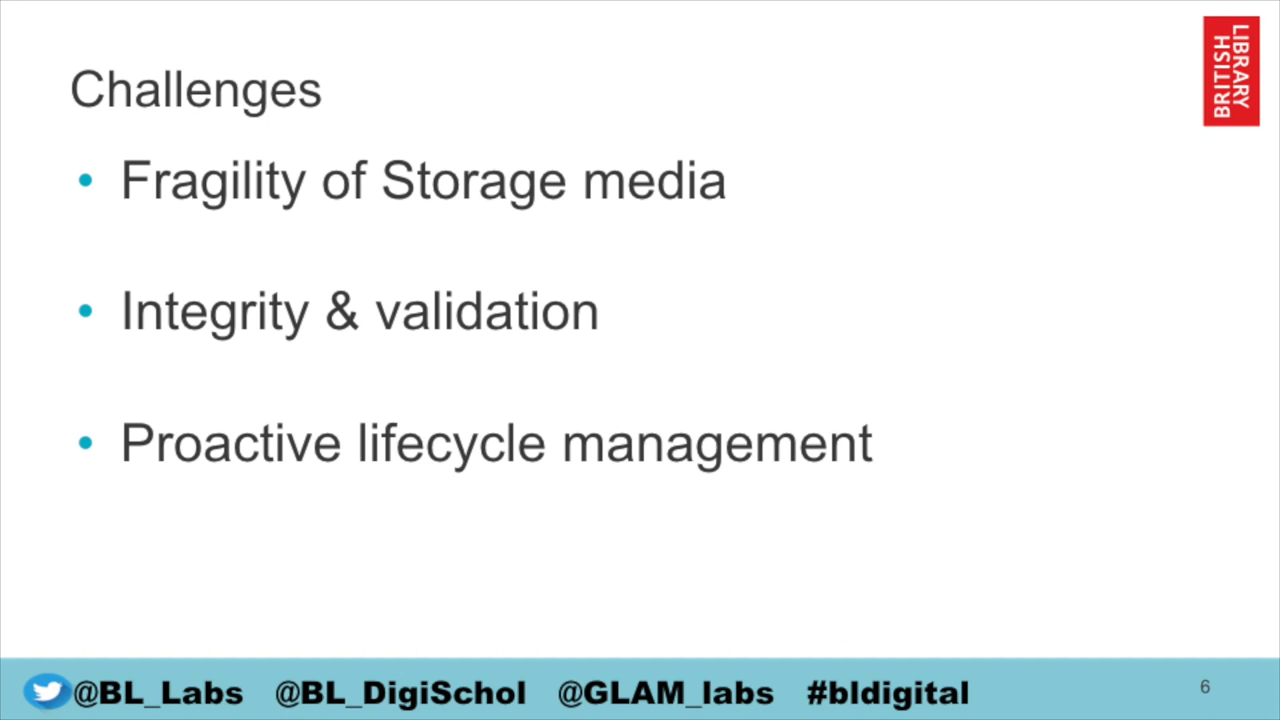 LIBRARY
BRITISH
Challenges
• Fragility of Storage media
• Integrity & validation
• Proactive lifecycle management
@BL_Labs @BL_DigiSchol @GLAM_labs #bldigital
6